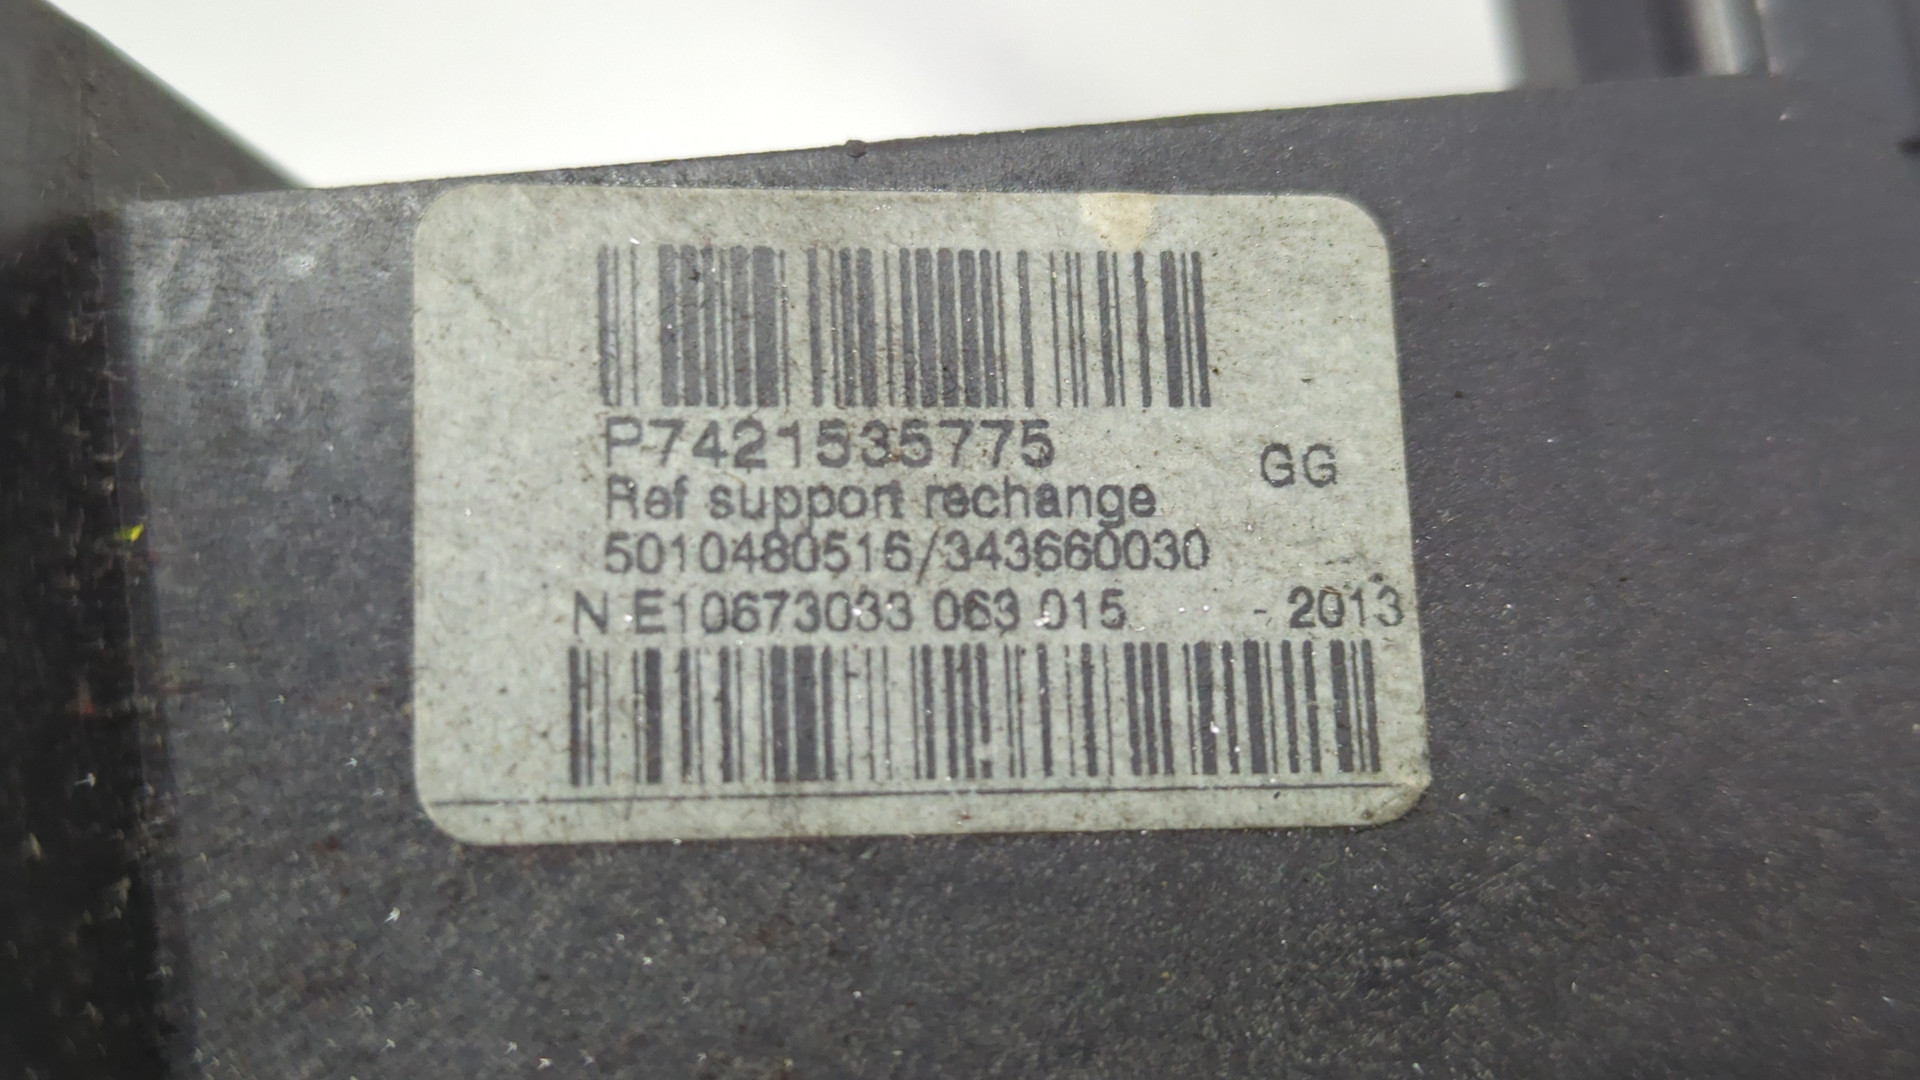 P7421535775
GG
Ref support rechange
5010480516/343660030
N E10673033 063 015 - 2013